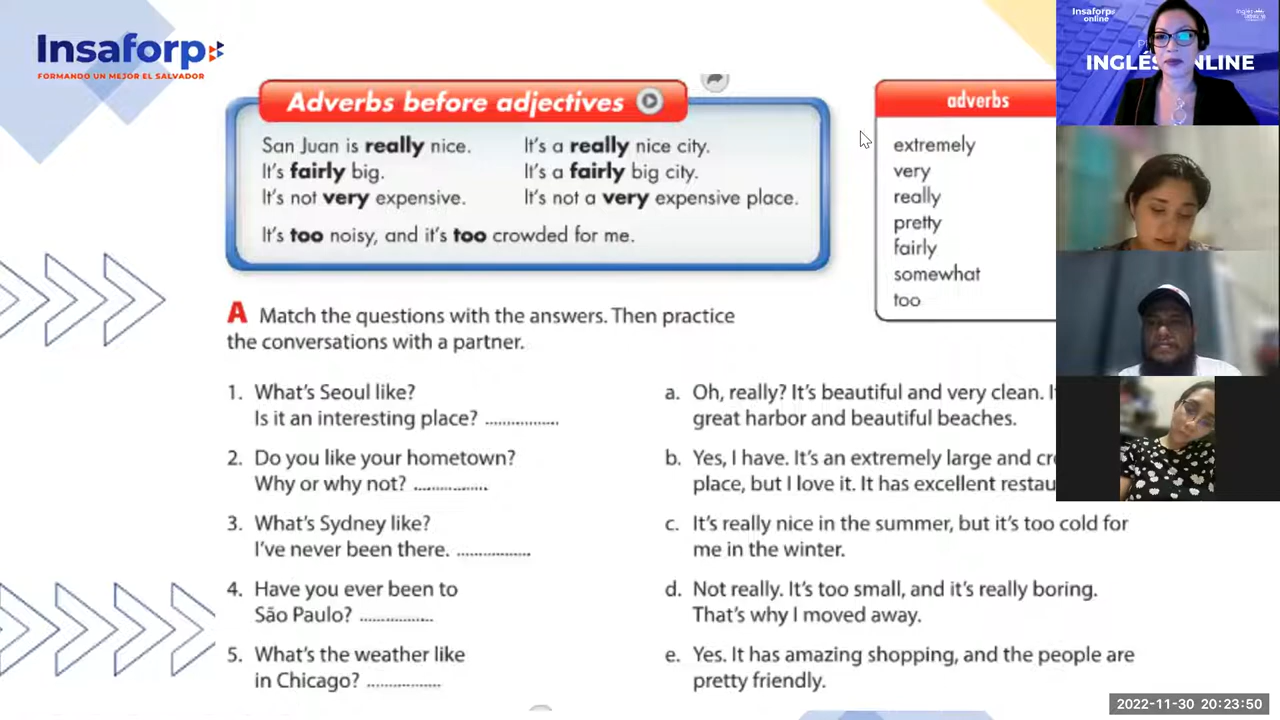 Insaforp
FORMANDO UN MEJOR EL SALVADOR
Adverbs before adjectives
San Juan is really nice.
It's a really nice city.
It's fairly big.
It's a fairly big city.
It's not very expensive.
It's not a very expensive place.
It's too noisy, and it's too crowded for me.
adverbs
extremely
very
really
pretty
fairly
somewhat
too
A Match the questions with the answers. Then practice
the conversations with a partner.
1. What's Seoul like?
Is it an interesting place? ..................
2. Do you like your hometown?
Why or why not? ..................
3. What's Sydney like?
I've never been there. ..................
4. Have you ever been to
São Paulo? ..................
5. What's the weather like
in Chicago? ..................
a. Oh, really? It's beautiful and very clean.
great harbor and beautiful beaches.
b. Yes, I have. It's an extremely large and
place, but I love it. It has excellent
c. It's really nice in the summer, but it's too cold for
me in the winter.
d. Not really. It's too small, and it's really boring.
That's why I moved away.
e. Yes. It has amazing shopping, and the people are
pretty friendly.
Insaforp
online
INGLÉS ONLINE
2022-11-30 20:23:50